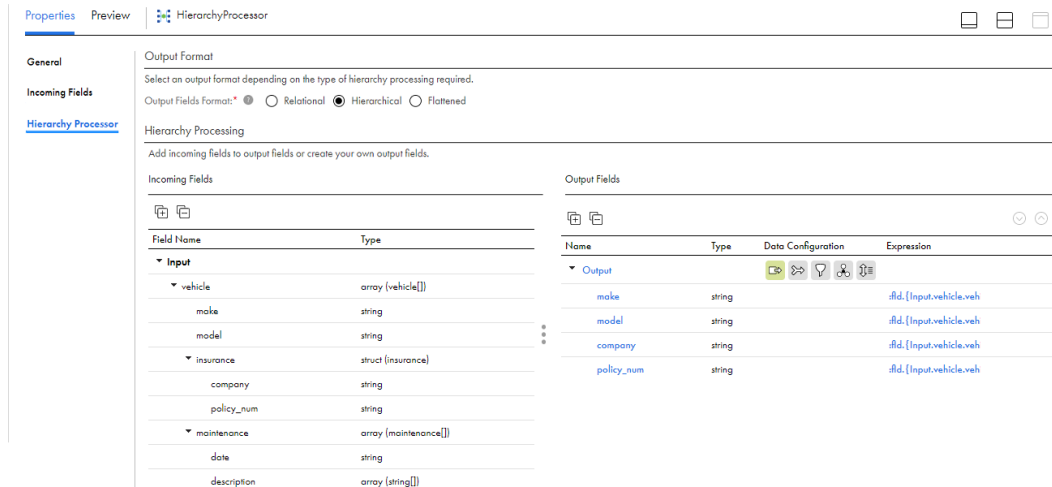 Properties Preview HierarchyProcessor
General
Incoming Fields
Hierarchy Processor
Output Format
Select an output format depending on the type of hierarchy processing required.
Output Fields Format:* Relational Hierarchical Flattened
Hierarchy Processing
Add incoming fields to output fields or create your own output fields.
Incoming Fields
Field Name Type
Input
vehicle array (vehicle[])
make string
model string
insurance struct (insurance)
company string
policy_num string
maintenance array (maintenance[])
date string
description array (string[])
Output Fields
Name Type Data Configuration Expression
Output
make string :fld.{Input.vehicle.veh
model string :fld.{Input.vehicle.veh
company string :fld.{Input.vehicle.veh
policy_num string :fld.{Input.vehicle.veh